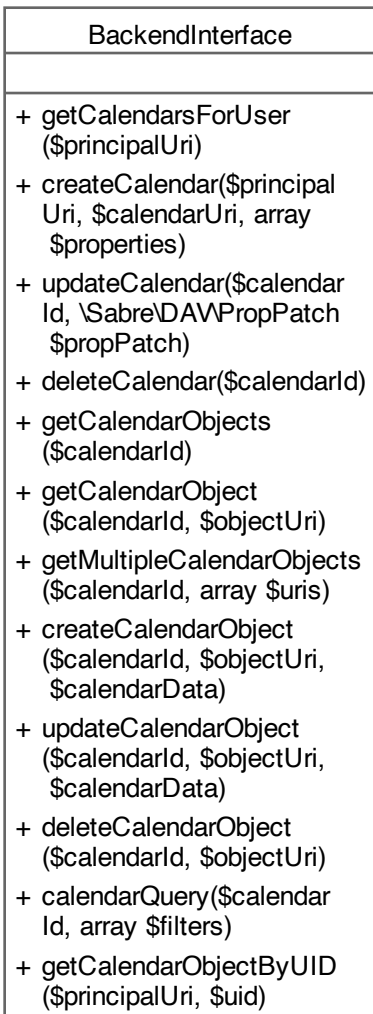 BackendInterface
+ getCalendarsForUser
($principalUri)
+ createCalendar($principal
Uri, $calendarUri, array
$properties)
+ updateCalendar($calendar
Id, \Sabre\DAV\PropPatch
$propPatch)
+ deleteCalendar($calendarId)
+ getCalendarObjects
($calendarId)
+ getCalendarObject
($calendarId, $objectUri)
+ getMultipleCalendarObjects
($calendarId, array $uris)
+ createCalendarObject
($calendarId, $objectUri,
$calendarData)
+ updateCalendarObject
($calendarId, $objectUri,
$calendarData)
+ deleteCalendarObject
($calendarId, $objectUri)
+ calendarQuery($calendar
Id, array $filters)
+ getCalendarObjectByUID
($principalUri, $uid)